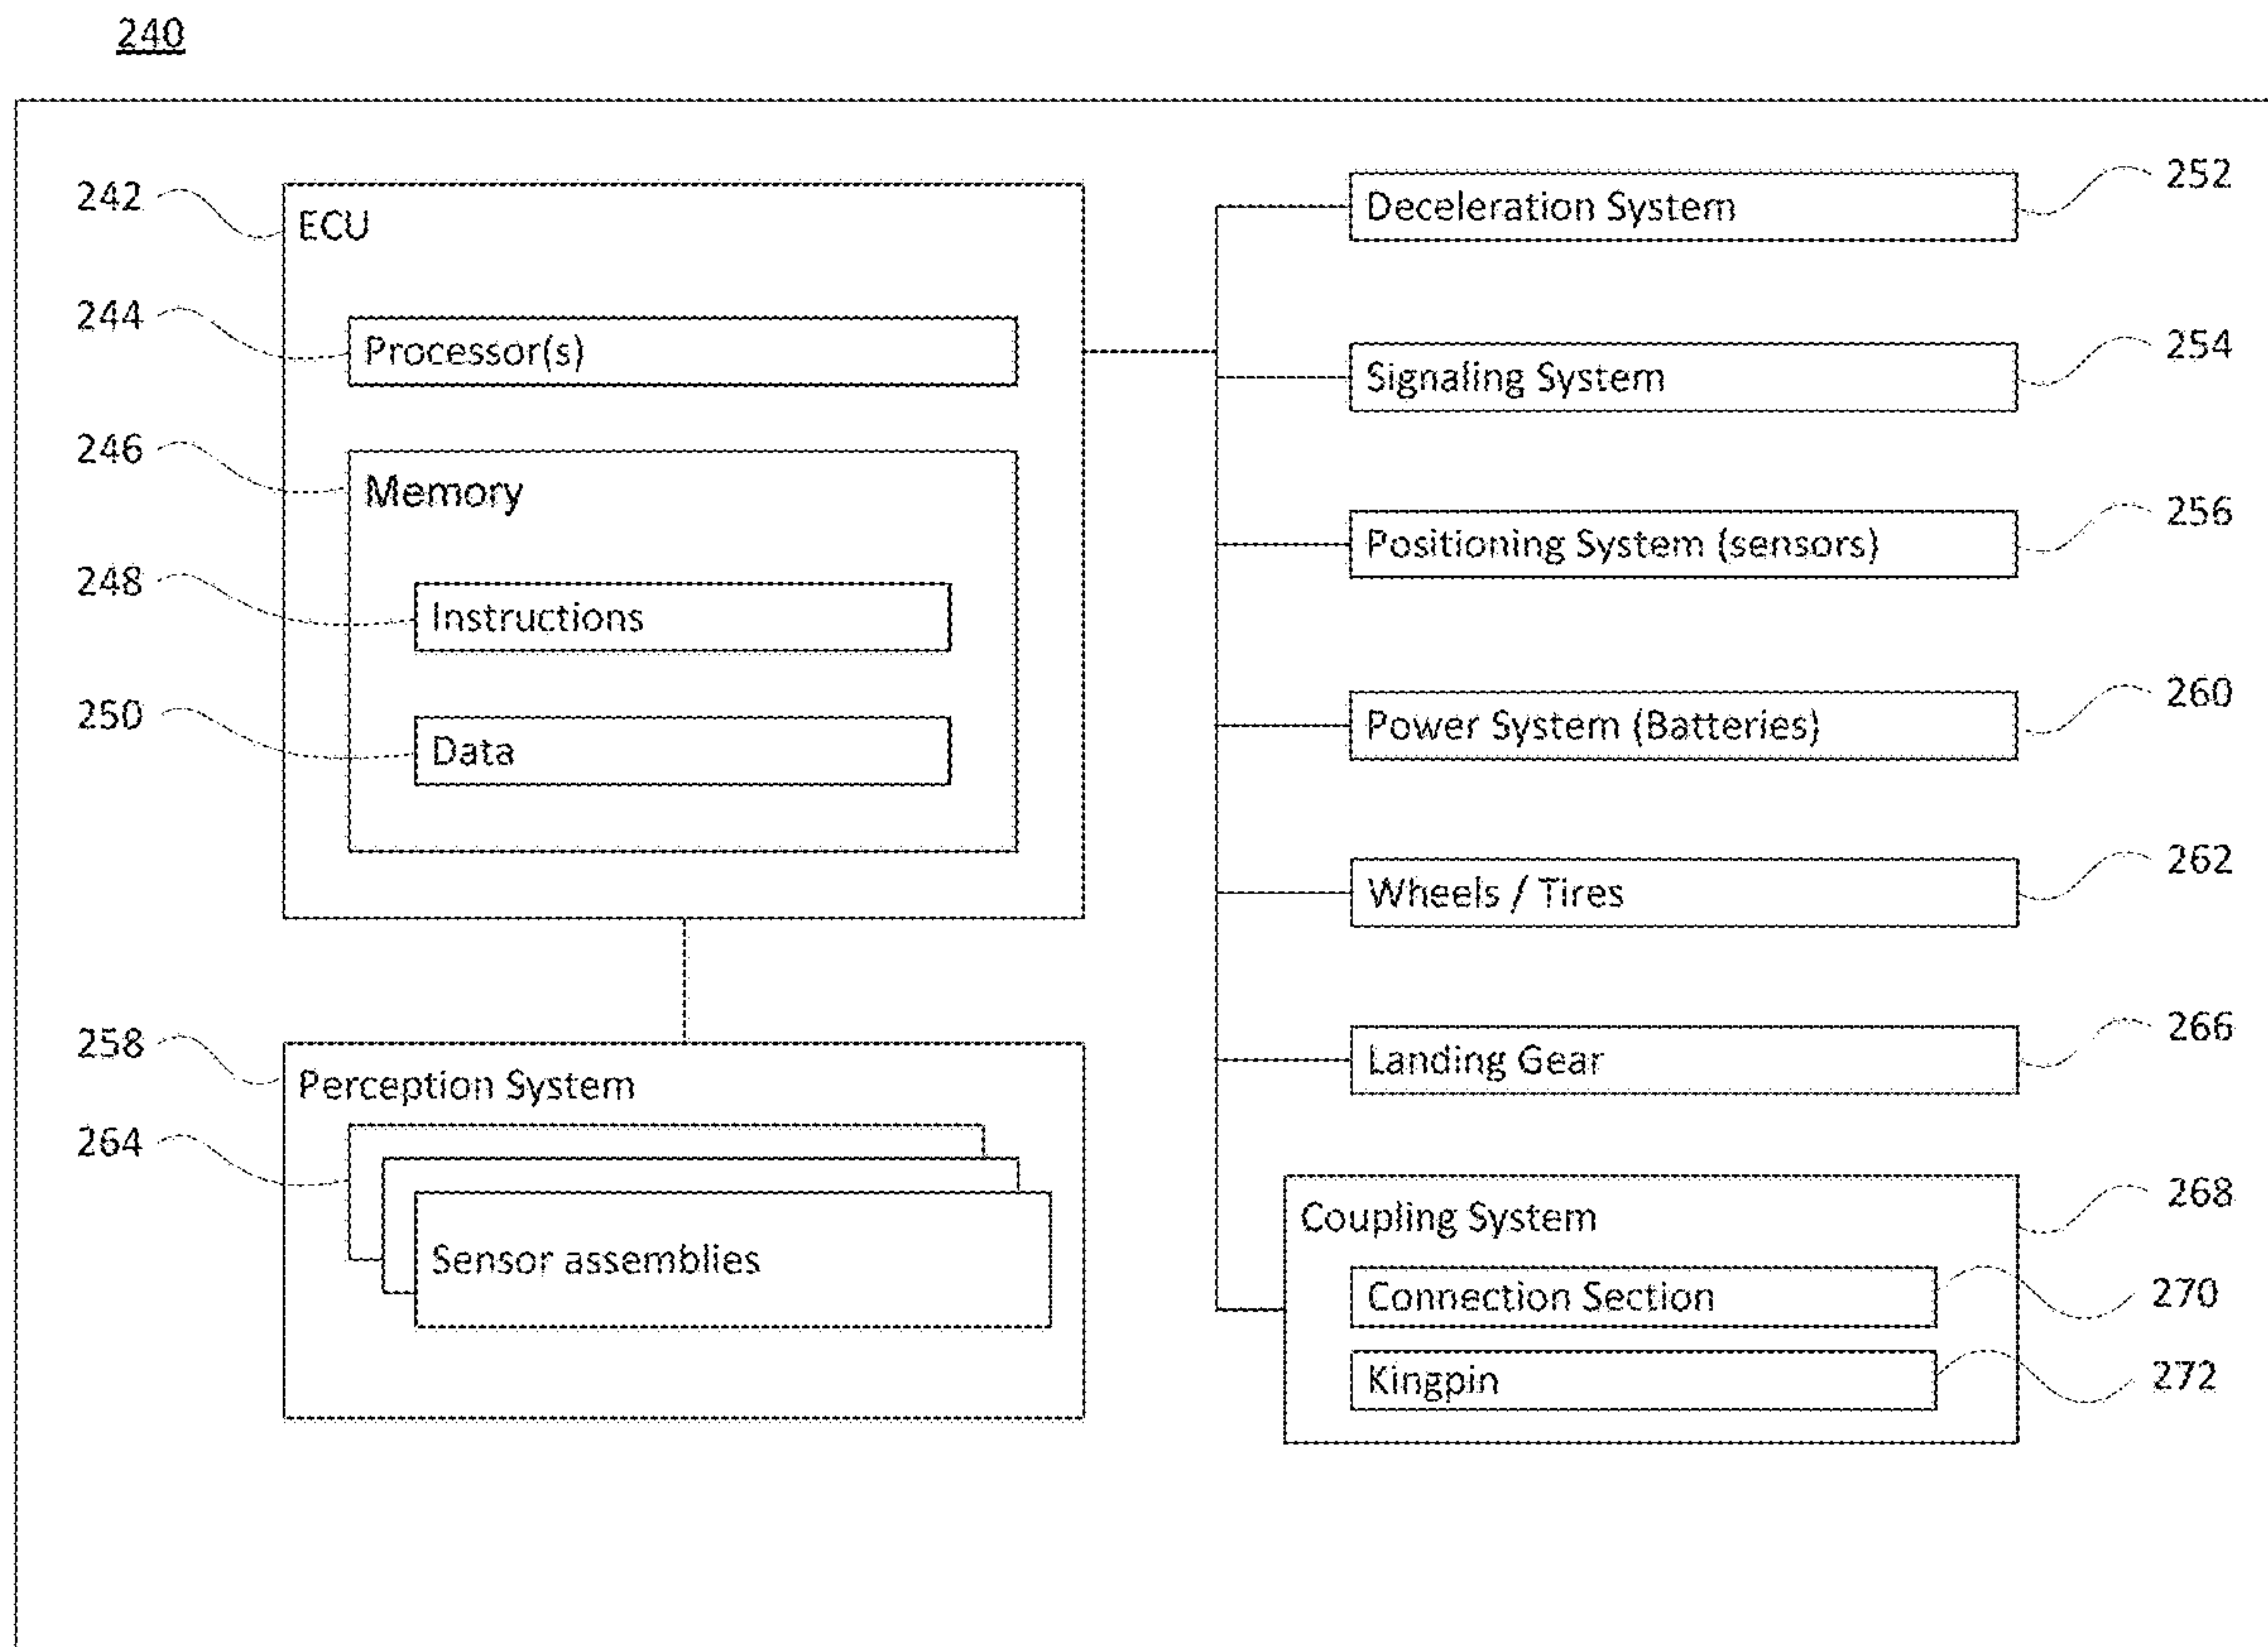 240
242
ECU
244
Processor(s)
246
Memory
248
Instructions
250
Data
258
Perception System
264
Sensor assemblies
Deceleration System
252
Signaling System
254
Positioning System (sensors)
256
Power System (Batteries)
260
Wheels / Tires
262
Landing Gear
266
Coupling System
268
Connection Section
270
Kingpin
272